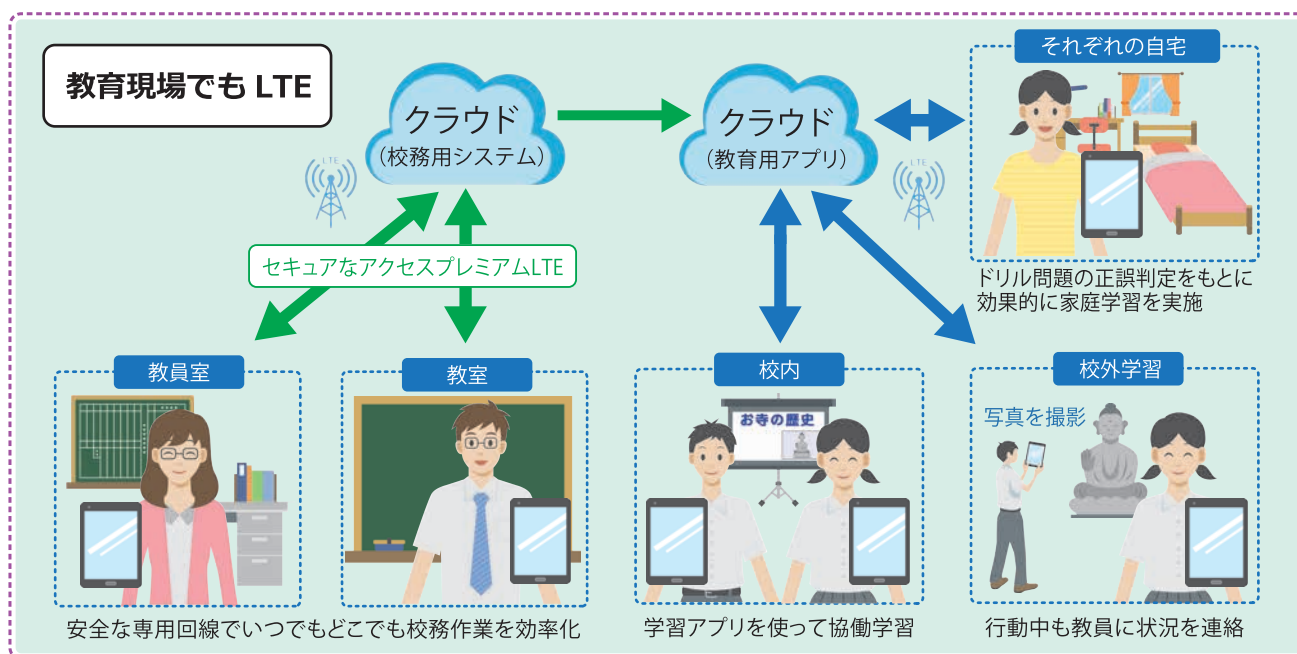 教育現場でも LTE
クラウド
(校務用システム)
LTE
クラウド
(教育用アプリ)
LTE
それぞれの自宅
ドリル問題の正誤判定をもとに
効果的に家庭学習を実施
セキュアなアクセスプレミアムLTE
教員室
教室
安全な専用回線でいつでもどこでも校務作業を効率化
校内
お寺の歴史
学習アプリを使って協働学習
校外学習
写真を撮影
行動中も教員に状況を連絡